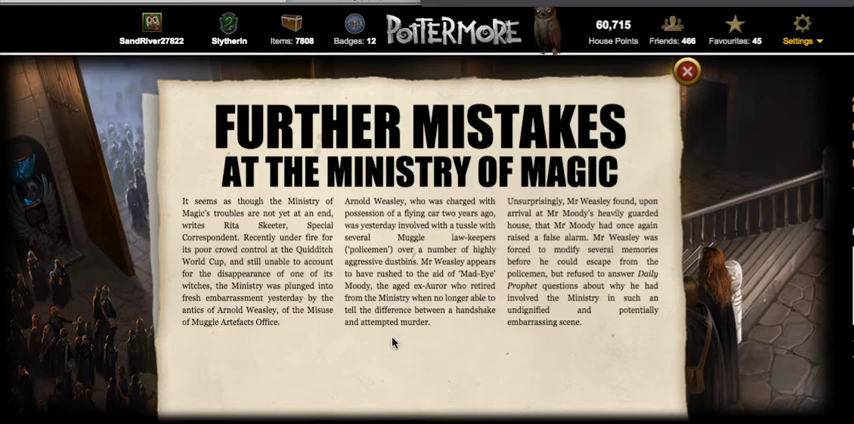 POTTERMORE
SandRiver27822
Slytherin
Items: 7808
Badges: 12
60,715
House Points
Friends: 466
Favourites: 45
Settings
FURTHER MISTAKES
AT THE MINISTRY OF MAGIC
It seems as though the Ministry of
Magic's troubles are not yet at an end,
writes Rita Skeeter, Special
Correspondent. Recently under fire for
its poor crowd control at the Quidditch
World Cup, and still unable to account
for the disappearance of one of its
witches, the Ministry was plunged into
fresh embarrassment yesterday by the
antics of Arnold Weasley, of the Misuse
of Muggle Artefacts Office.
Arnold Weasley, who was charged with
possession of a flying car two years ago,
was yesterday involved with a tussle with
several Muggle law-keepers
('policemen') over a number of highly
aggressive dustbins. Mr Weasley appears
to have rushed to the aid of 'Mad-Eye'
Moody, the aged ex-Auror who retired
from the Ministry when no longer able to
tell the difference between a handshake
and attempted murder.
Unsurprisingly, Mr Weasley found, upon
arrival at Mr Moody's heavily guarded
house, that Mr Moody had once again
raised a false alarm. Mr Weasley was
forced to modify several memories
before he could escape from the
policemen, but refused to answer Daily
Prophet questions about why he had
involved the Ministry in such an
undignified and potentially
embarrassing scene.